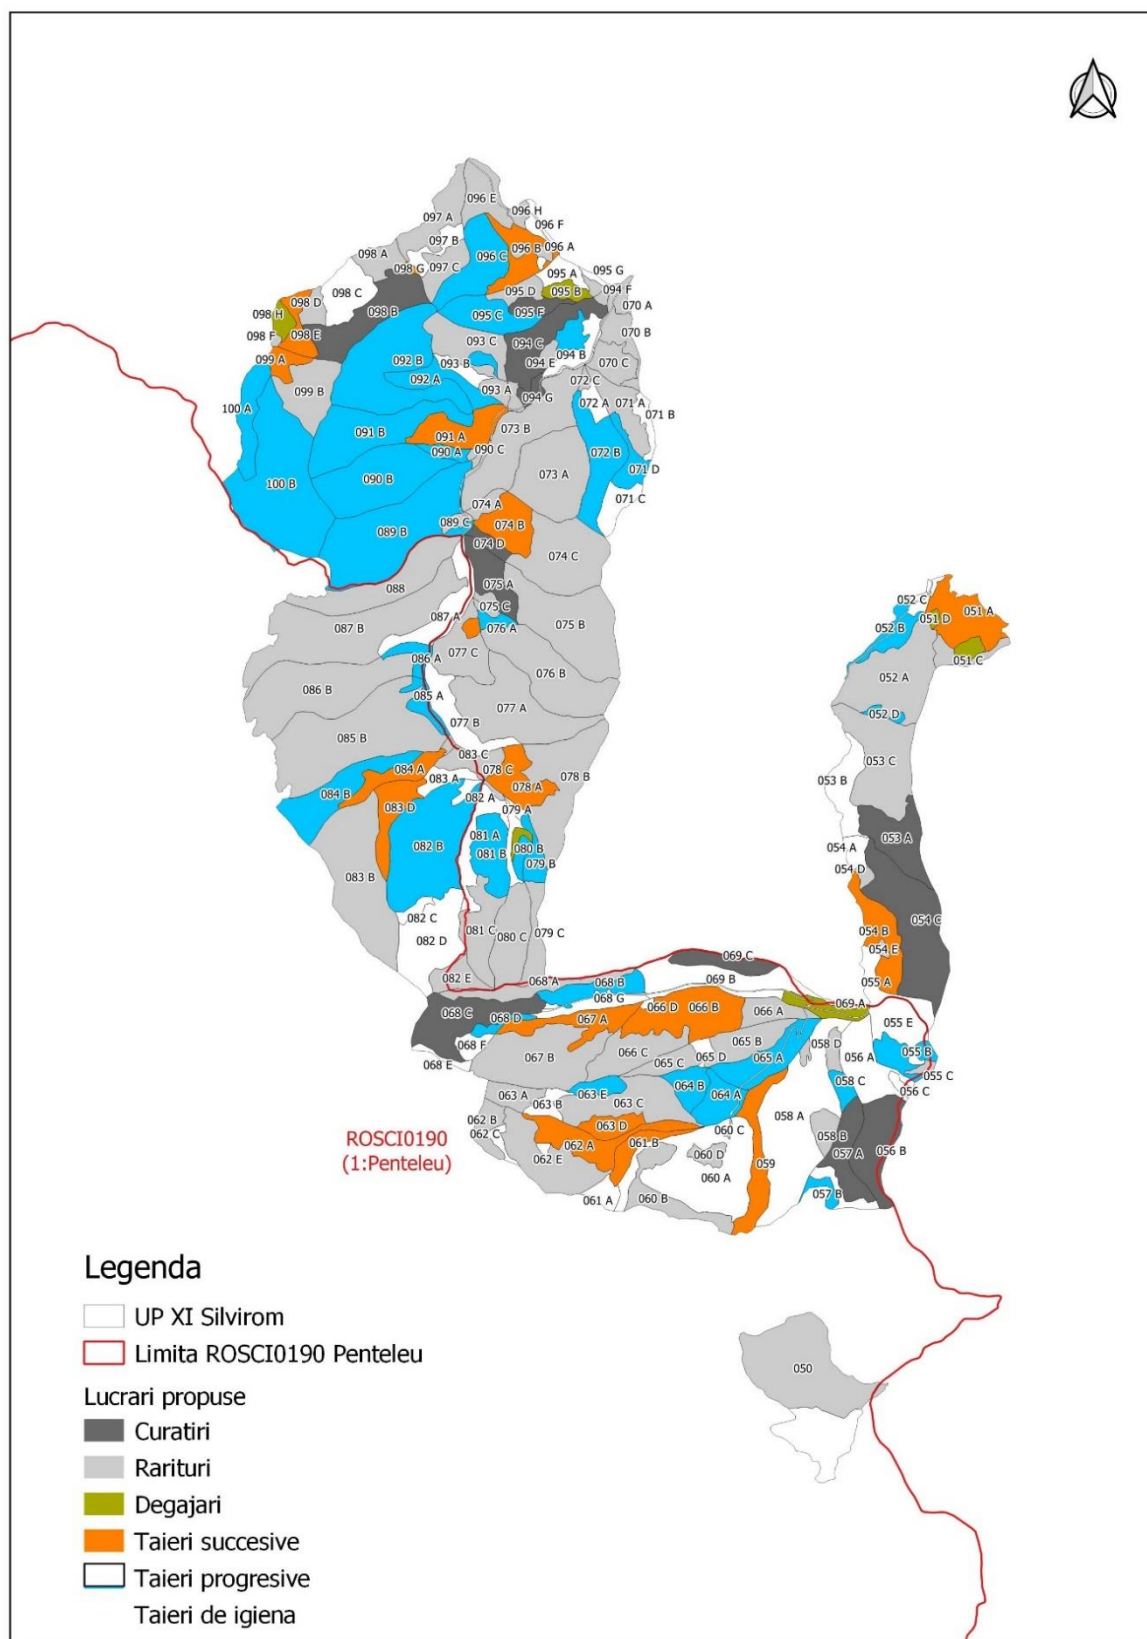 096 E
096 H
097 A
096 F
097 B
096 A
096 B
098 A
096 C
097 C
098 G
095 A
095 G
095 B
094 F
098 C
095 D
098 D
070 A
098 H
098 B
095 C
095 F
070 B
098 F
098 E
093 C
094 C
099 A
092 B
093 B
094 E
094 B
070 C
092 A
072 C
099 B
093 A
094 G
072 A
071 A
100 A
071 B
091 B
091 A
073 B
090 C
090 A
072 B
071 D
100 B
090 B
073 A
071 C
074 A
089 B
089 C
074 B
074 D
074 C
088
075 A
052 C
051 A
087 A
075 C
051 D
087 B
076 A
075 B
052 B
077 C
051 C
086 A
076 B
052 A
086 B
085 A
077 A
077 B
052 D
085 B
083 C
053 C
084 A
078 C
083 A
078 A
078 B
053 B
084 B
082 A
083 D
079 A
081 A
053 A
082 B
080 B
054 A
081 B
079 B
054 D
083 B
082 C
054 C
081 C
080 C
079 C
054 B
082 D
054 E
069 C
082 E
068 A
068 B
069 B
055 A
068 G
069 A
068 C
068 D
067 A
066 D
066 B
066 A
055 E
068 F
065 B
058 D
067 B
066 C
065 D
065 A
056 A
055 B
068 E
065 C
055 C
064 B
058 C
056 C
063 A
063 E
064 A
063 B
063 C
058 A
062 B
063 D
060 C
062 C
062 A
061 B
058 B
057 A
056 B
ROSCI0190
(1:Penteleu)
062 E
060 D
059
060 A
057 B
061 A
060 B
050
Legenda
UP XI Silvirom
Limita ROSCI0190 Penteleu
Lucrari propuse
Curatiri
Rarituri
Degajari
Taieri succesive
Taieri progresive
Taieri de igiena